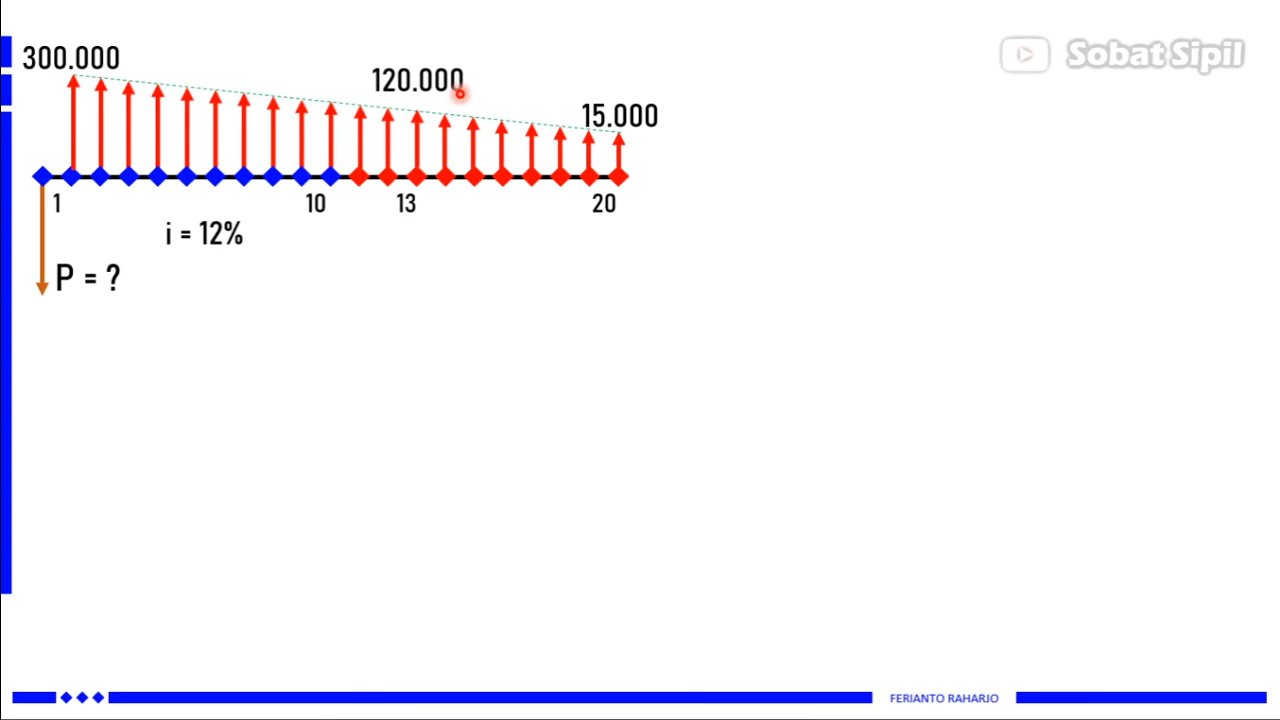 Sobat Sipil
300.000
120.000
15.000
1
10
13
20
i = 12%
P = ?
FERIANTO RAHARJO